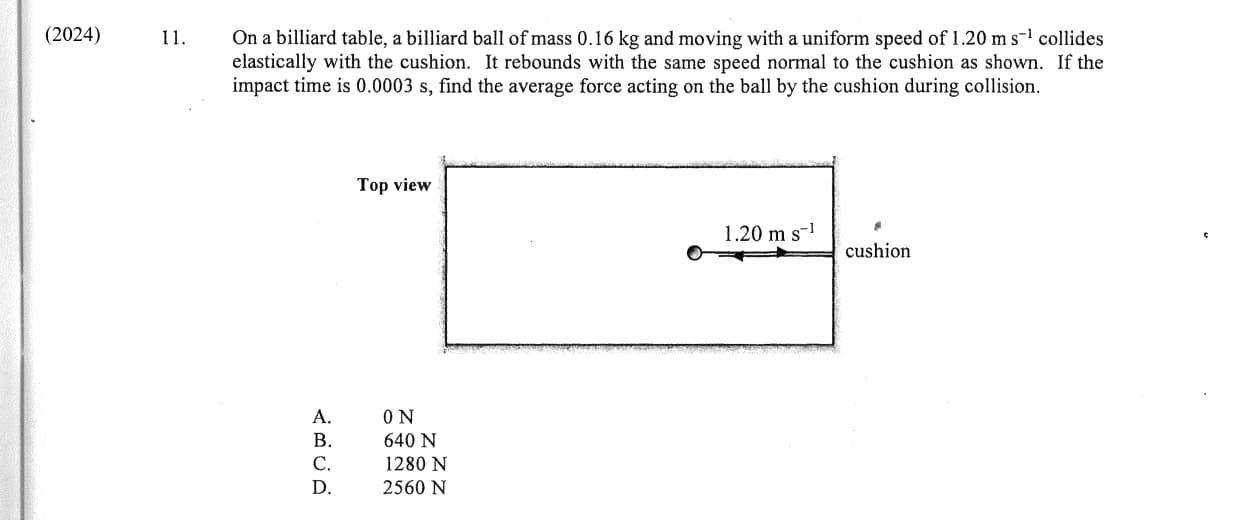 (2024) 11. On a billiard table, a billiard ball of mass 0.16 kg and moving with a uniform speed of 1.20 m s⁻¹ collides
elastically with the cushion. It rebounds with the same speed normal to the cushion as shown. If the
impact time is 0.0003 s, find the average force acting on the ball by the cushion during collision.
Top view
1.20 m s⁻¹
cushion
A. 0 N
B. 640 N
C. 1280 N
D. 2560 N